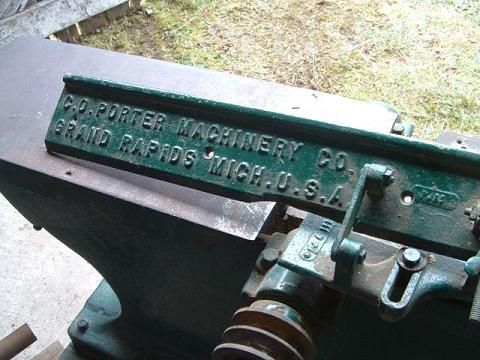 C.O. PORTER MACHINERY CO.
GRAND RAPIDS MICH. U.S.A